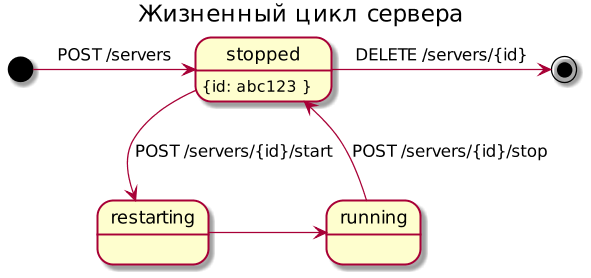 Жизненный цикл сервера
POST /servers
stopped
DELETE /servers/{id}
{id: abc123 }
POST /servers/{id}/start
POST /servers/{id}/stop
restarting
running